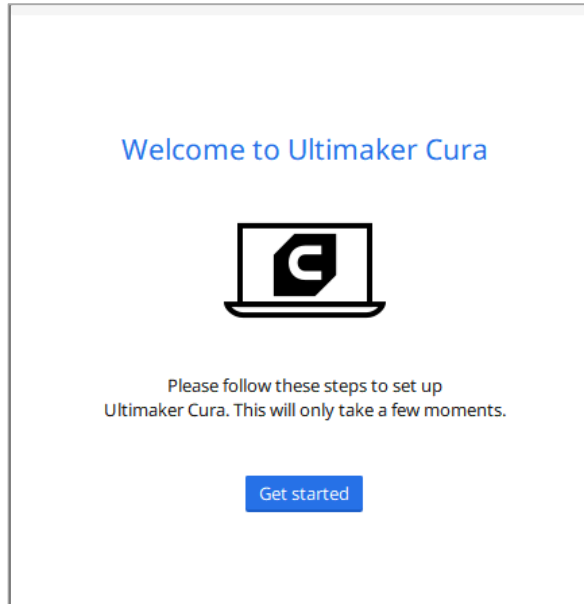 Welcome to Ultimaker Cura
Please follow these steps to set up
Ultimaker Cura. This will only take a few moments.
Get started